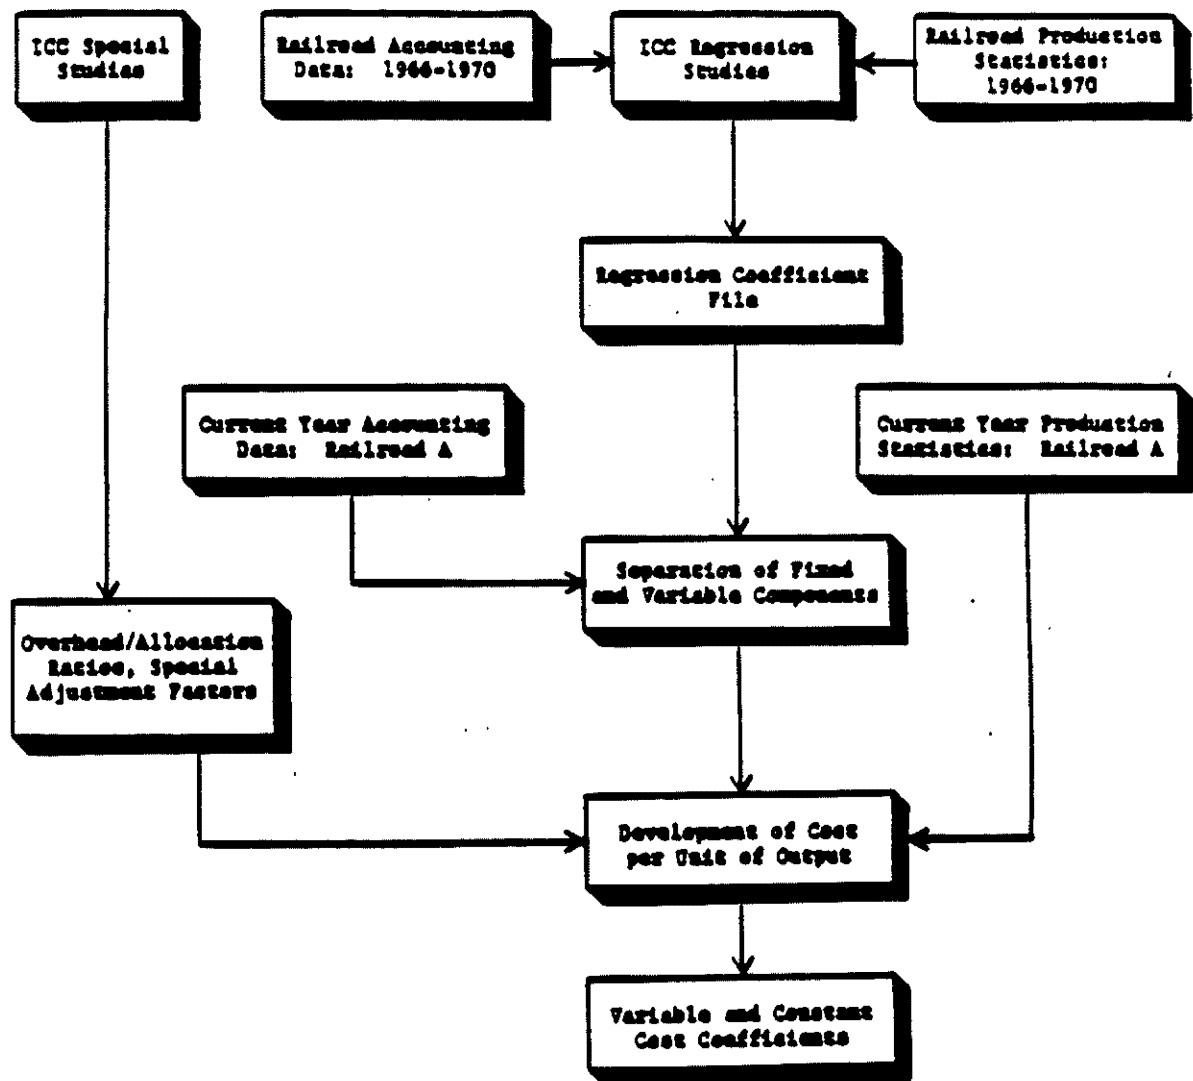 ICC Special
Studies
Railroad Accounting
Data: 1966-1970
ICC Regression
Studies
Railroad Production
Statistics:
1966-1970
Regression Coefficient
File
Current Year Accounting
Data: Railroad A
Current Year Production
Statistics: Railroad A
Separation of Fixed
and Variable Components
Overhead/Allocation
Ratios, Special
Adjustment Factors
Development of Cost
per Unit of Output
Variable and Constant
Cost Coefficients